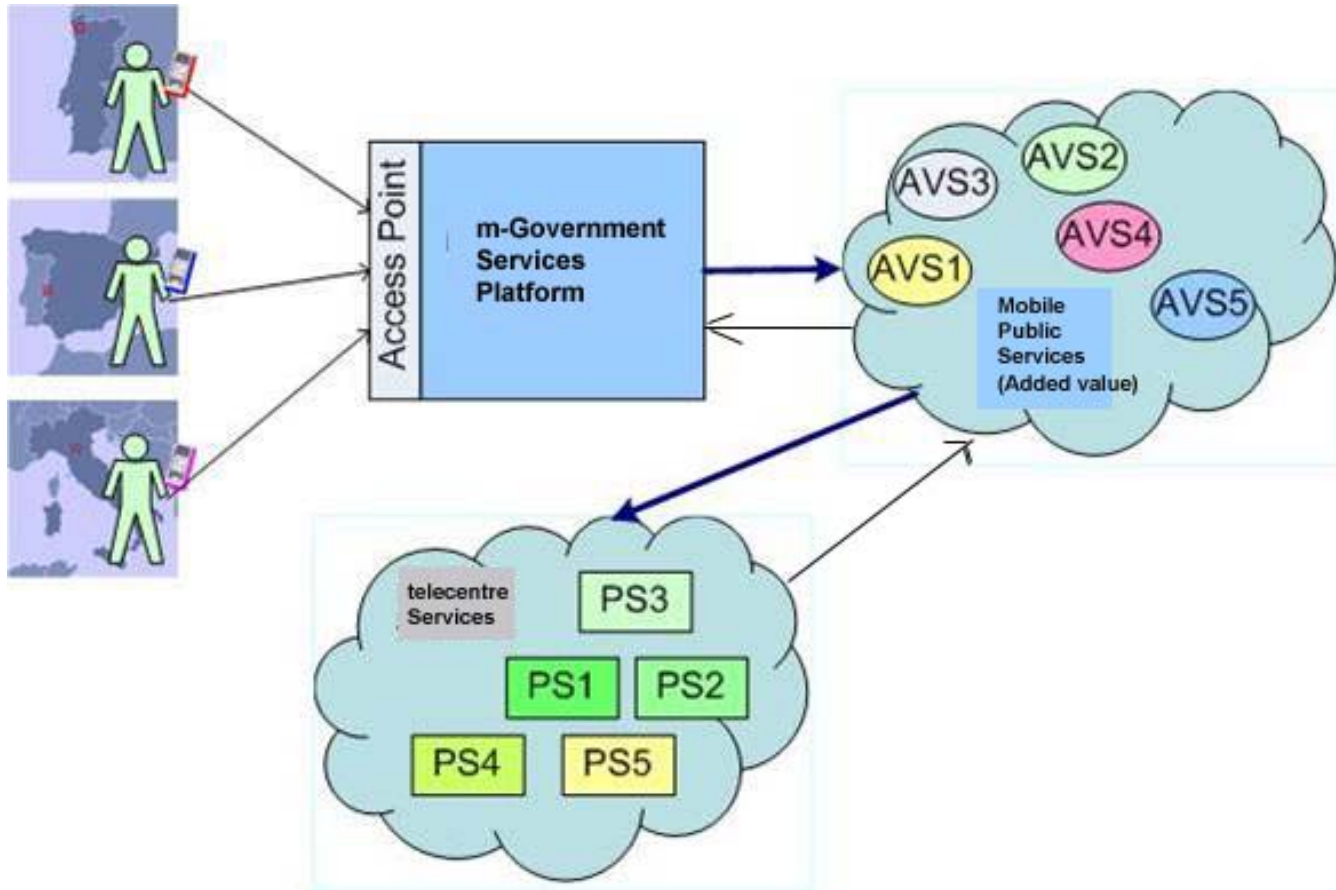 Access Point
m-Government
Services
Platform
AVS3
AVS2
AVS4
AVS1
AVS5
Mobile
Public
Services
(Added value)
telecentre
Services
PS3
PS1
PS2
PS4
PS5